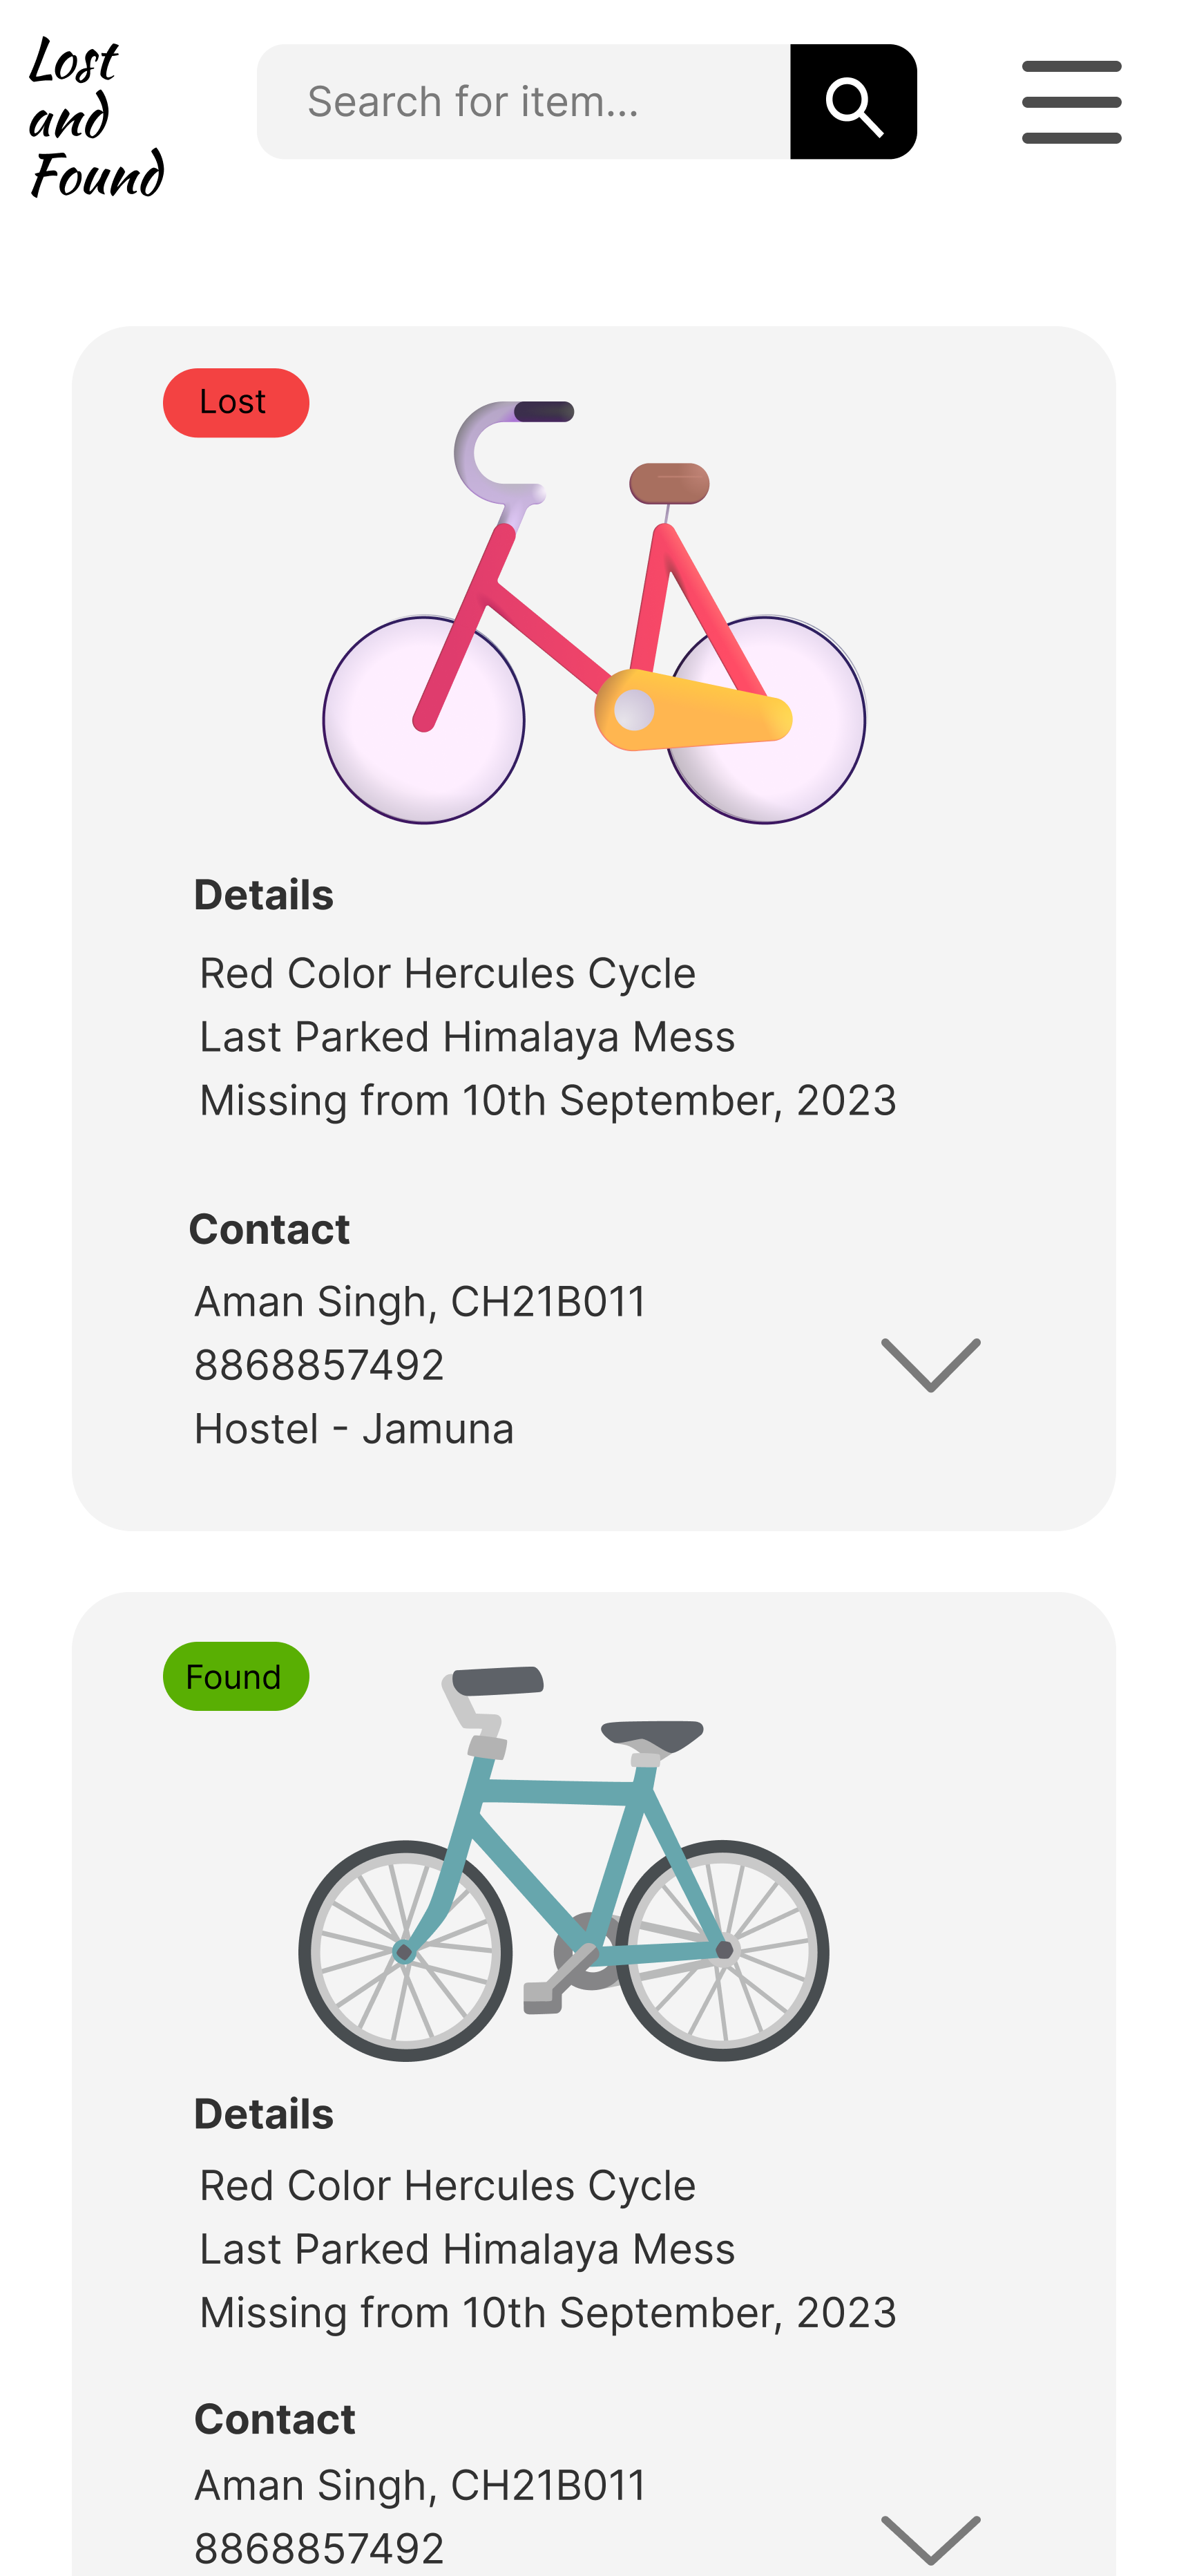 Lost
and
Found
Search for item...
Lost
Details
Red Color Hercules Cycle
Last Parked Himalaya Mess
Missing from 10th September, 2023
Contact
Aman Singh, CH21B011
8868857492
Hostel - Jamuna
Found
Details
Red Color Hercules Cycle
Last Parked Himalaya Mess
Missing from 10th September, 2023
Contact
Aman Singh, CH21B011
8868857492